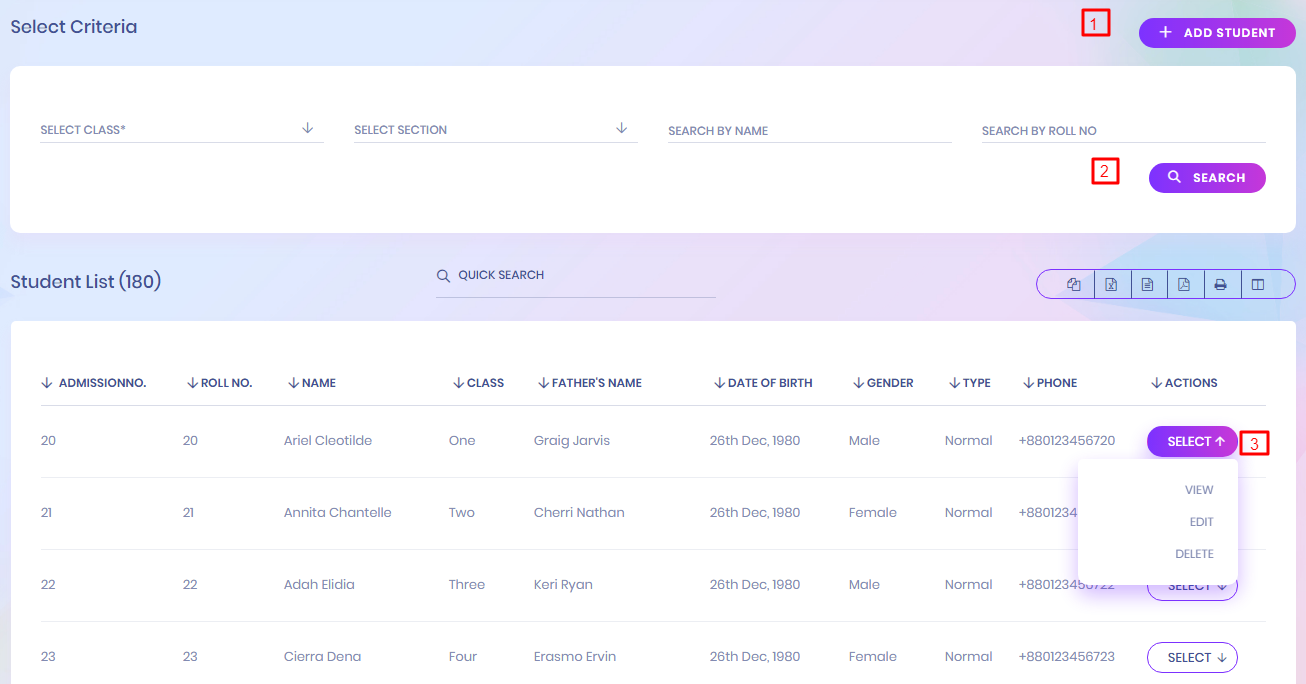 Select Criteria
1
+ ADD STUDENT
SELECT CLASS*
SELECT SECTION
SEARCH BY NAME
SEARCH BY ROLL NO
2
SEARCH
Student List (180)
QUICK SEARCH
ADMISSIONNO. ROLL NO. NAME CLASS FATHER'S NAME DATE OF BIRTH GENDER TYPE PHONE ACTIONS
20 20 Ariel Cleotilde One Graig Jarvis 26th Dec, 1980 Male Normal +880123456720 SELECT
3
VIEW
EDIT
DELETE
21 21 Annita Chantelle Two Cherri Nathan 26th Dec, 1980 Female Normal +8801234
22 22 Adah Elidia Three Keri Ryan 26th Dec, 1980 Male Normal +880123456722 SELECT
23 23 Cierra Dena Four Erasmo Ervin 26th Dec, 1980 Female Normal +880123456723 SELECT